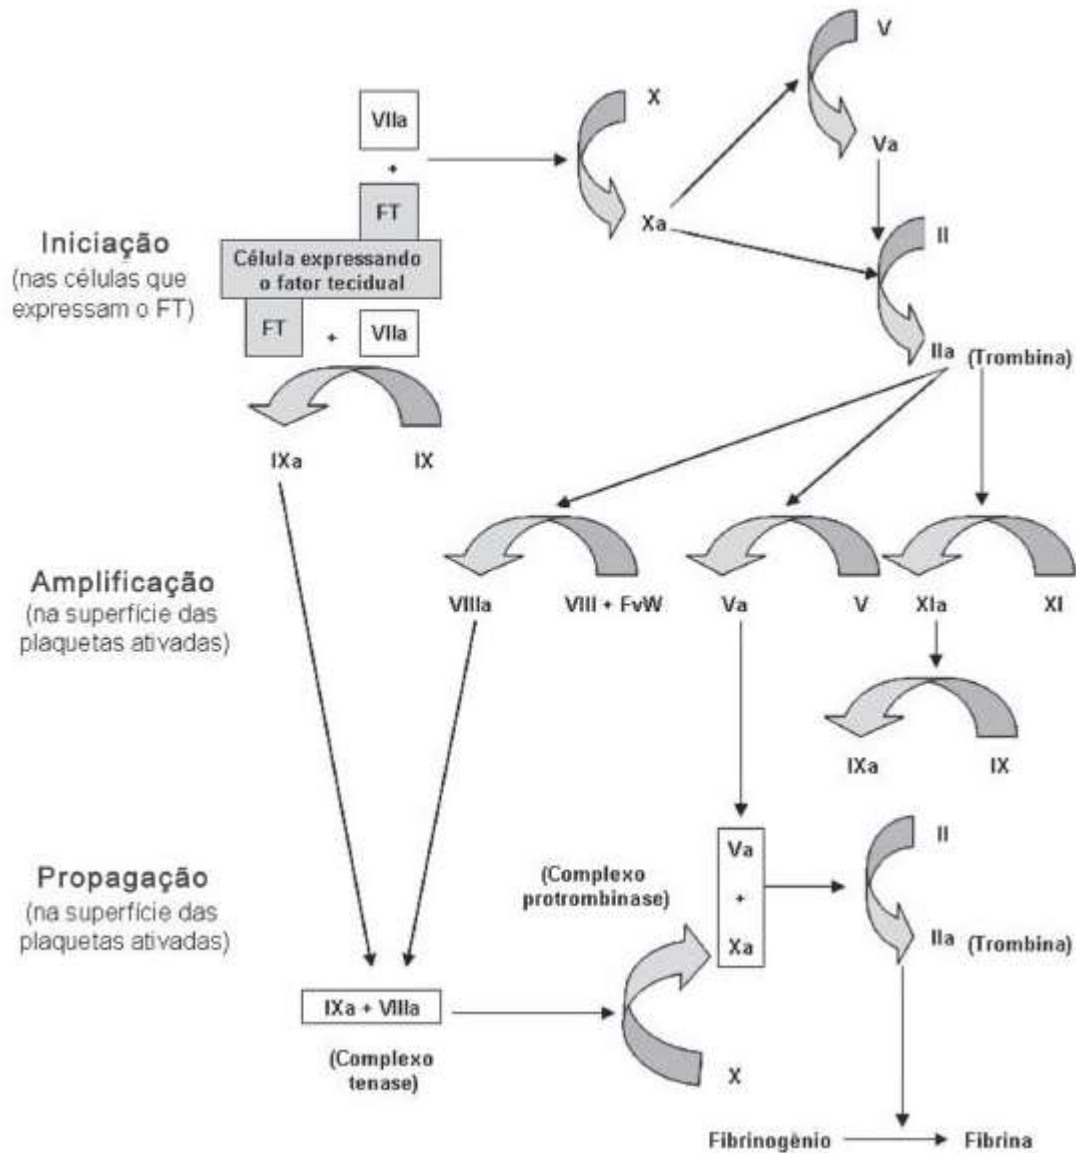 V
VIIa
X
+
Va
FT
Xa
II
Iniciação
(nas células que
expressam o FT)
Célula expressando
o fator tecidual
FT
+
VIIa
IIa (Trombina)
IXa
IX
Amplificação
(na superfície das
plaquetas ativadas)
VIIIa
VIII + FvW
Va
V
XIa
XI
IXa
IX
Propagação
(na superfície das
plaquetas ativadas)
(Complexo
protrombinase)
Va
+
Xa
II
IIa (Trombina)
IXa + VIIIa
(Complexo
tenase)
X
Fibrinogênio
Fibrina